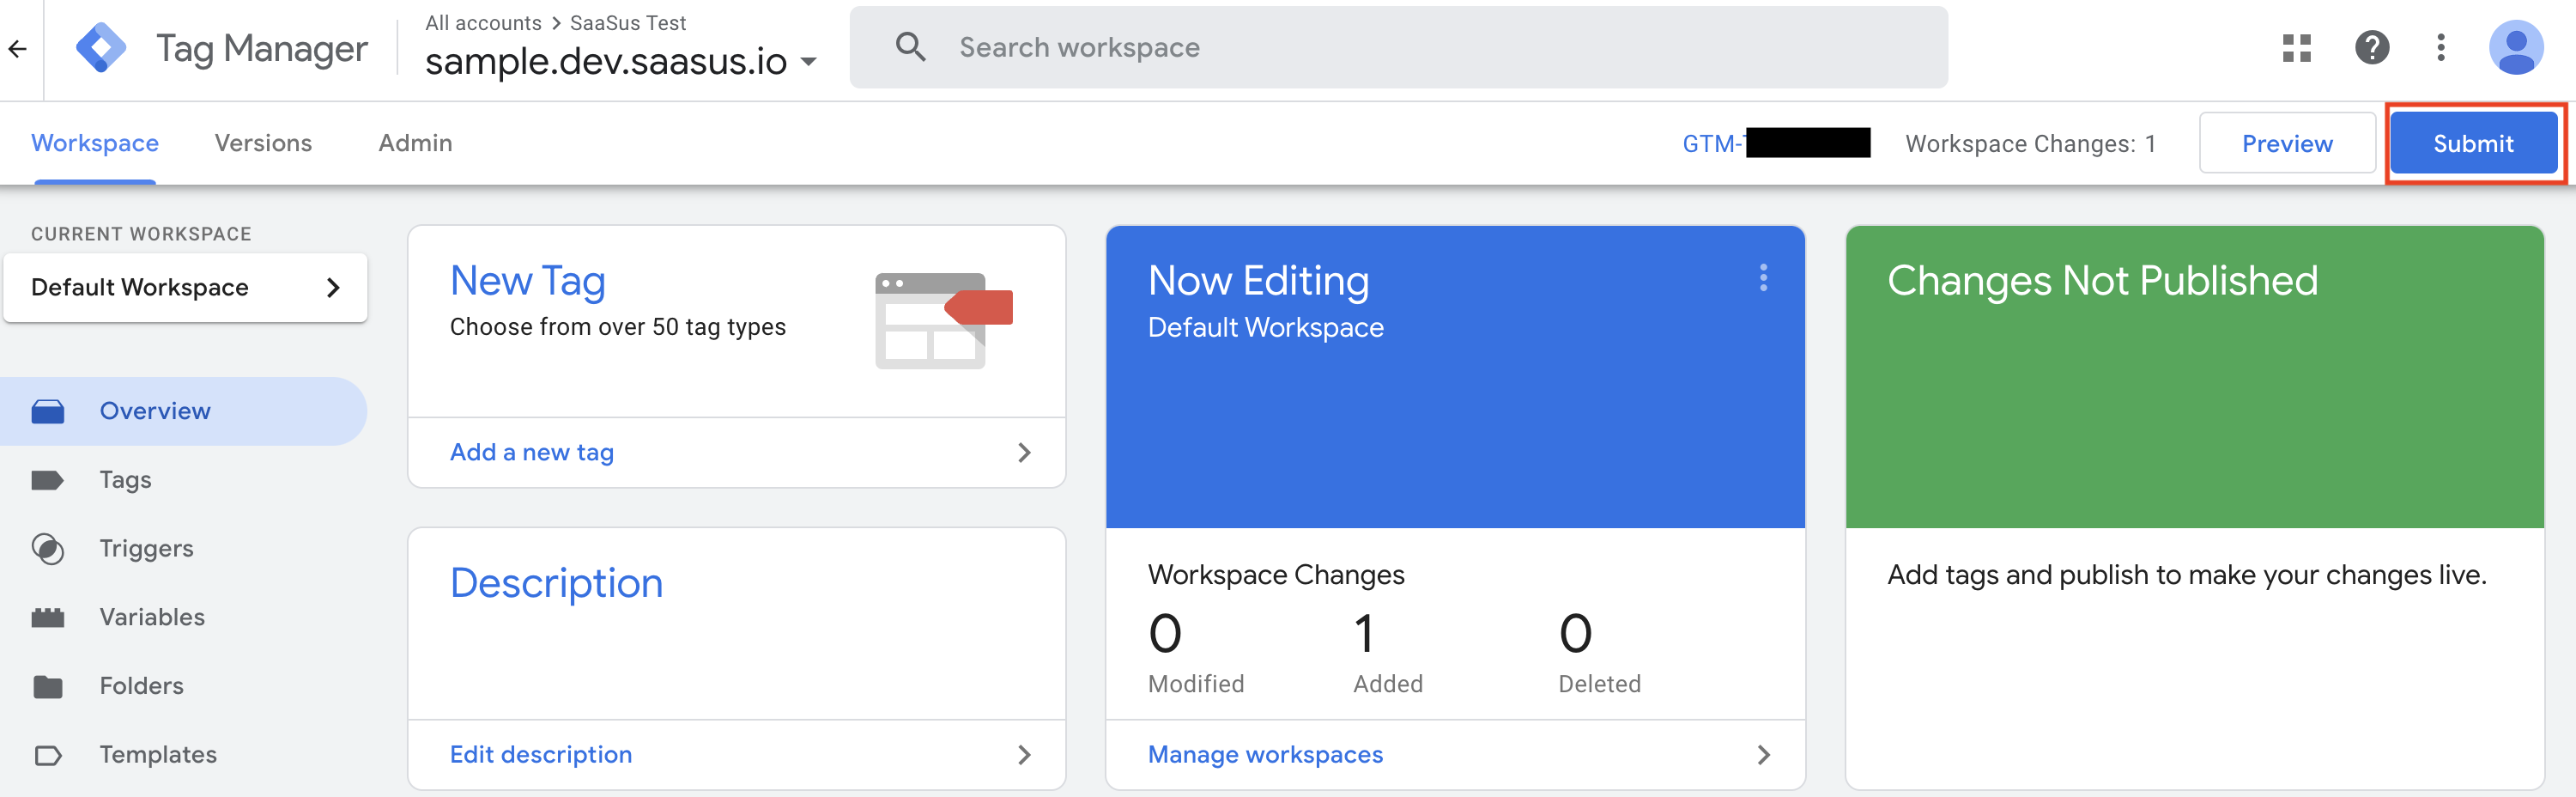 Tag Manager
All accounts > SaaSus Test
sample.dev.saasus.io
Search workspace
Workspace
Versions
Admin
GTM-
Workspace Changes: 1
Preview
Submit
CURRENT WORKSPACE
Default Workspace
Overview
Tags
Triggers
Variables
Folders
Templates
New Tag
Choose from over 50 tag types
Add a new tag
Description
Edit description
Now Editing
Default Workspace
Workspace Changes
0
Modified
1
Added
0
Deleted
Manage workspaces
Changes Not Published
Add tags and publish to make your changes live.